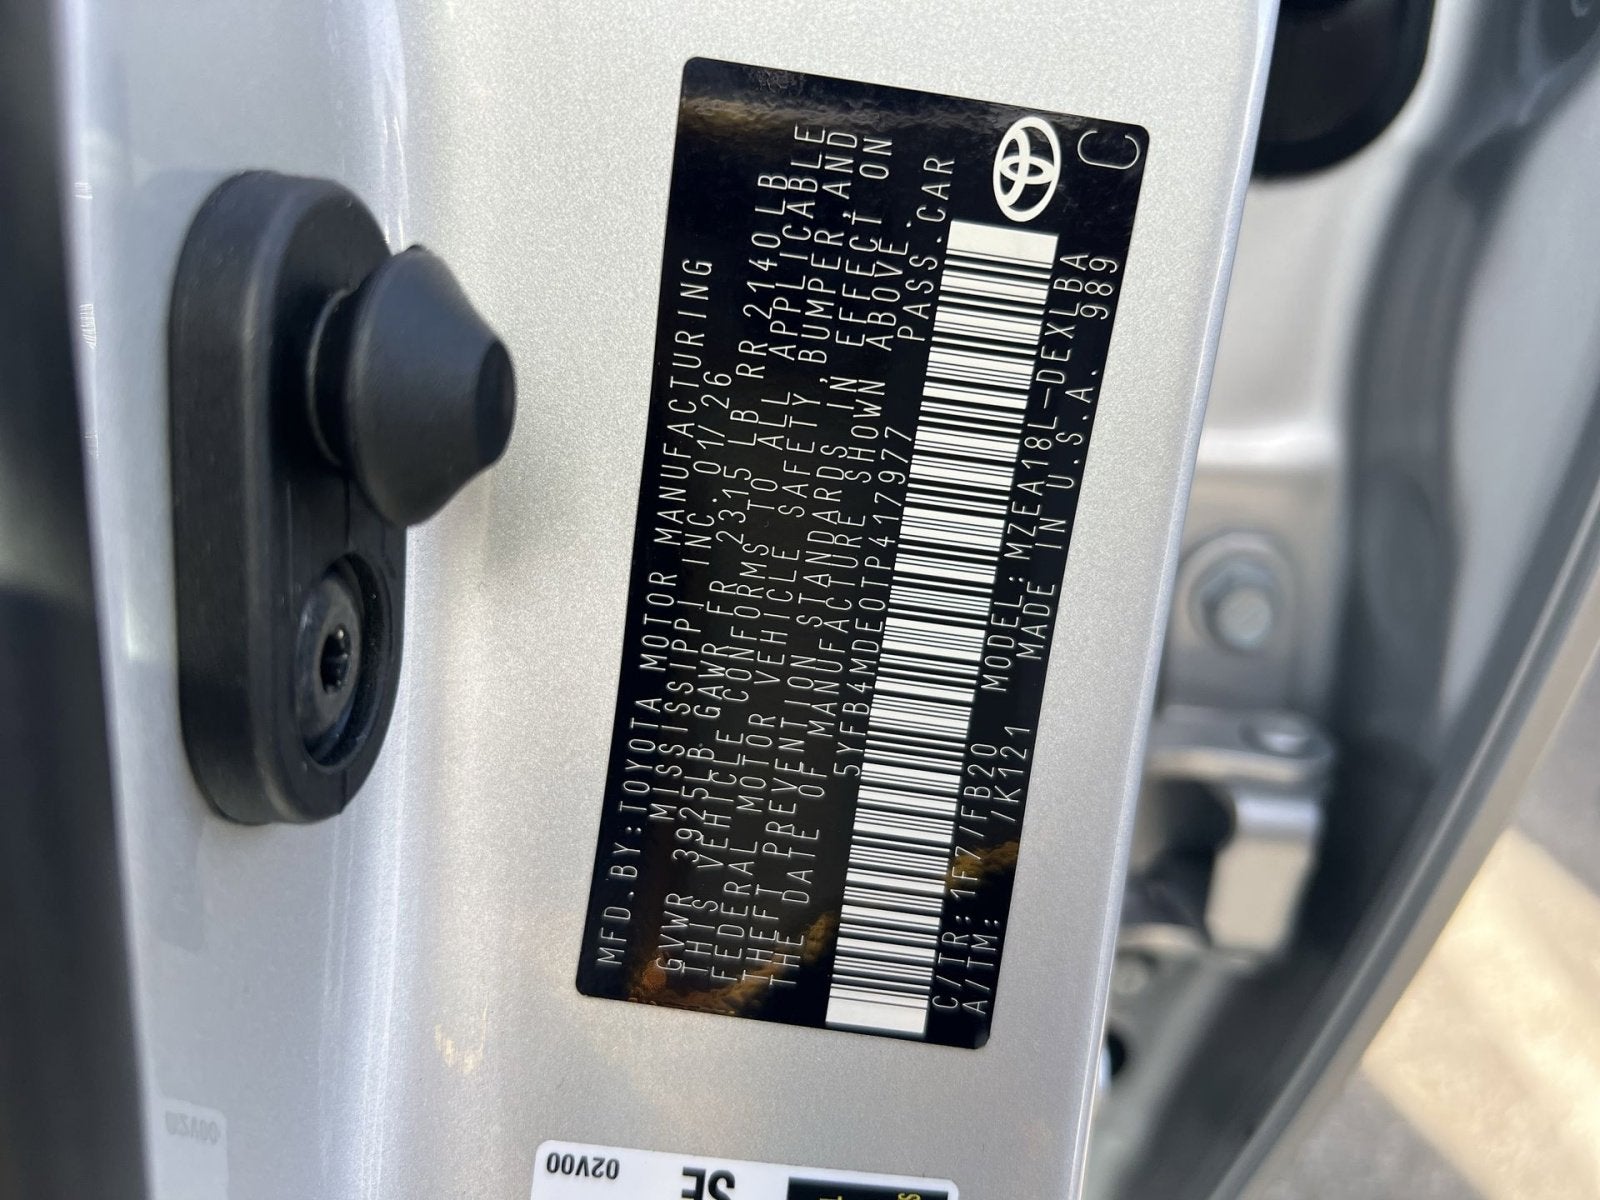 MFD.BY:TOYOTA MOTOR MANUFACTURING
MISSISSIPPI INC 01/26
GVWR 3925LB GAWR FR 2315 LB RR 2140LB
THIS VEHICLE CONFORMS TO ALL APPLICABLE
FEDERAL MOTOR VEHICLE SAFETY,BUMPER,AND
THEFT PREVENTION STANDARDS IN EFFECT ON
THE DATE OF MANUFACTURE SHOWN ABOVE.
5YFB4MDE0TP417977 PASS.CAR
C/TR:1F7/FB20 MODEL:MZEA18L-DEXLBA
A/TM: /K121 MADE IN U.S.A. 989
C
02V00
SE